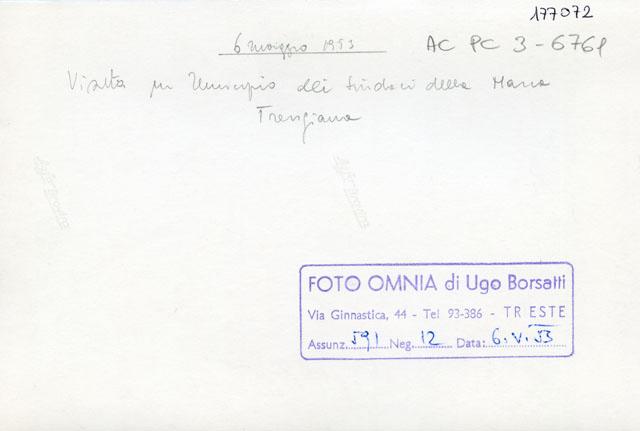 177072
6 maggio 1953
AC PC 3-6761
Visita in Municipio dei Sindaci della Marca
Trevigiana
FOTO OMNIA di Ugo Borsatti
Via Ginnastica, 44 - Tel 93-386 - TRIESTE
Assunz. 591 Neg. 12 Data: 6.V.53